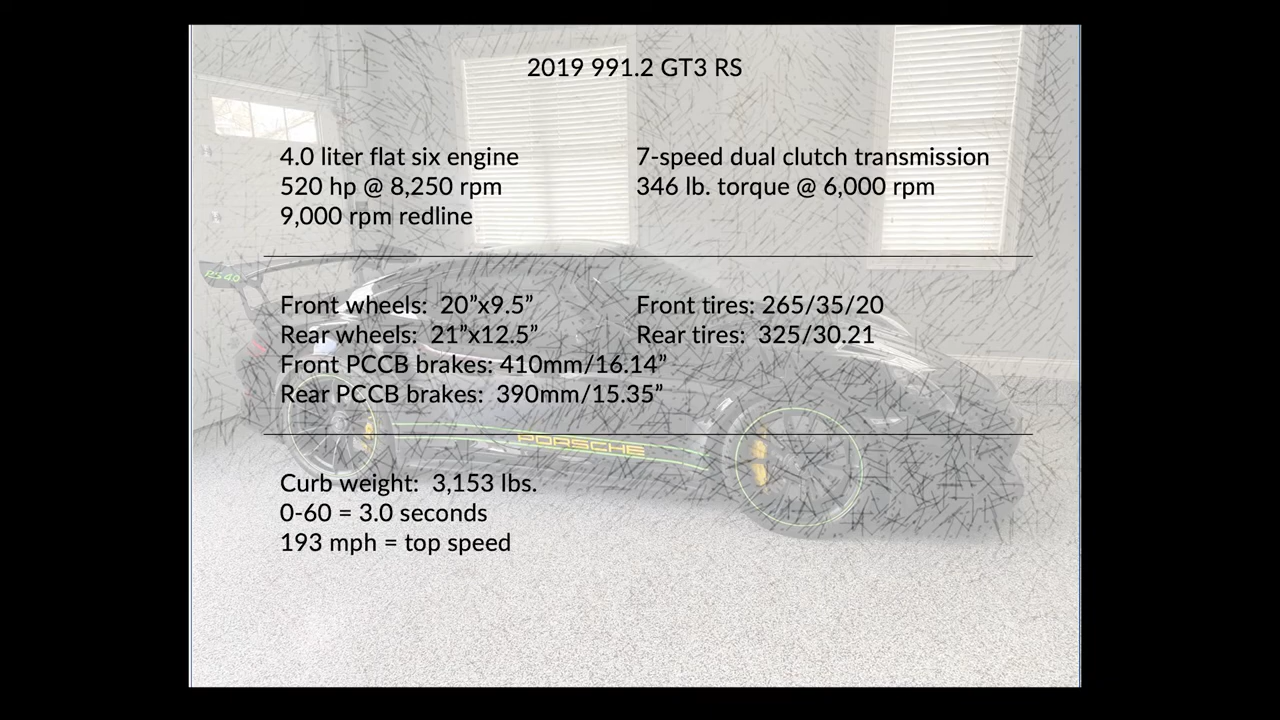 2019 991.2 GT3 RS
4.0 liter flat six engine
7-speed dual clutch transmission
520 hp @ 8,250 rpm
346 lb. torque @ 6,000 rpm
9,000 rpm redline
Front wheels:  20”x9.5”
Front tires: 265/35/20
Rear wheels:  21”x12.5”
Rear tires:  325/30.21
Front PCCB brakes: 410mm/16.14”
Rear PCCB brakes:  390mm/15.35”
PORSCHE
Curb weight:  3,153 lbs.
0-60 = 3.0 seconds
193 mph = top speed